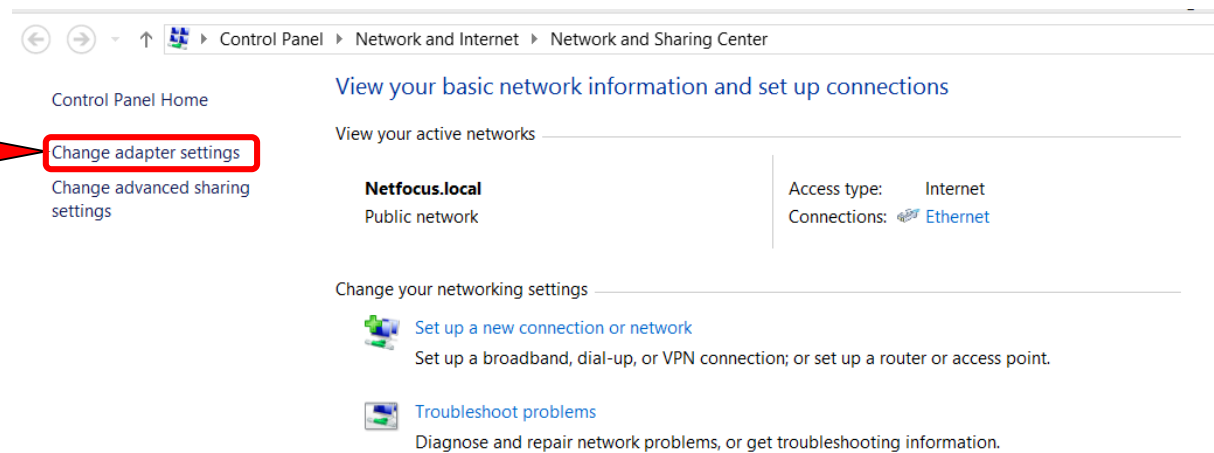 Control Panel ▸ Network and Internet ▸ Network and Sharing Center
Control Panel Home
Change adapter settings
Change advanced sharing
settings
View your basic network information and set up connections
View your active networks
Netfocus.local
Public network
Access type: Internet
Connections: Ethernet
Change your networking settings
Set up a new connection or network
Set up a broadband, dial-up, or VPN connection; or set up a router or access point.
Troubleshoot problems
Diagnose and repair network problems, or get troubleshooting information.